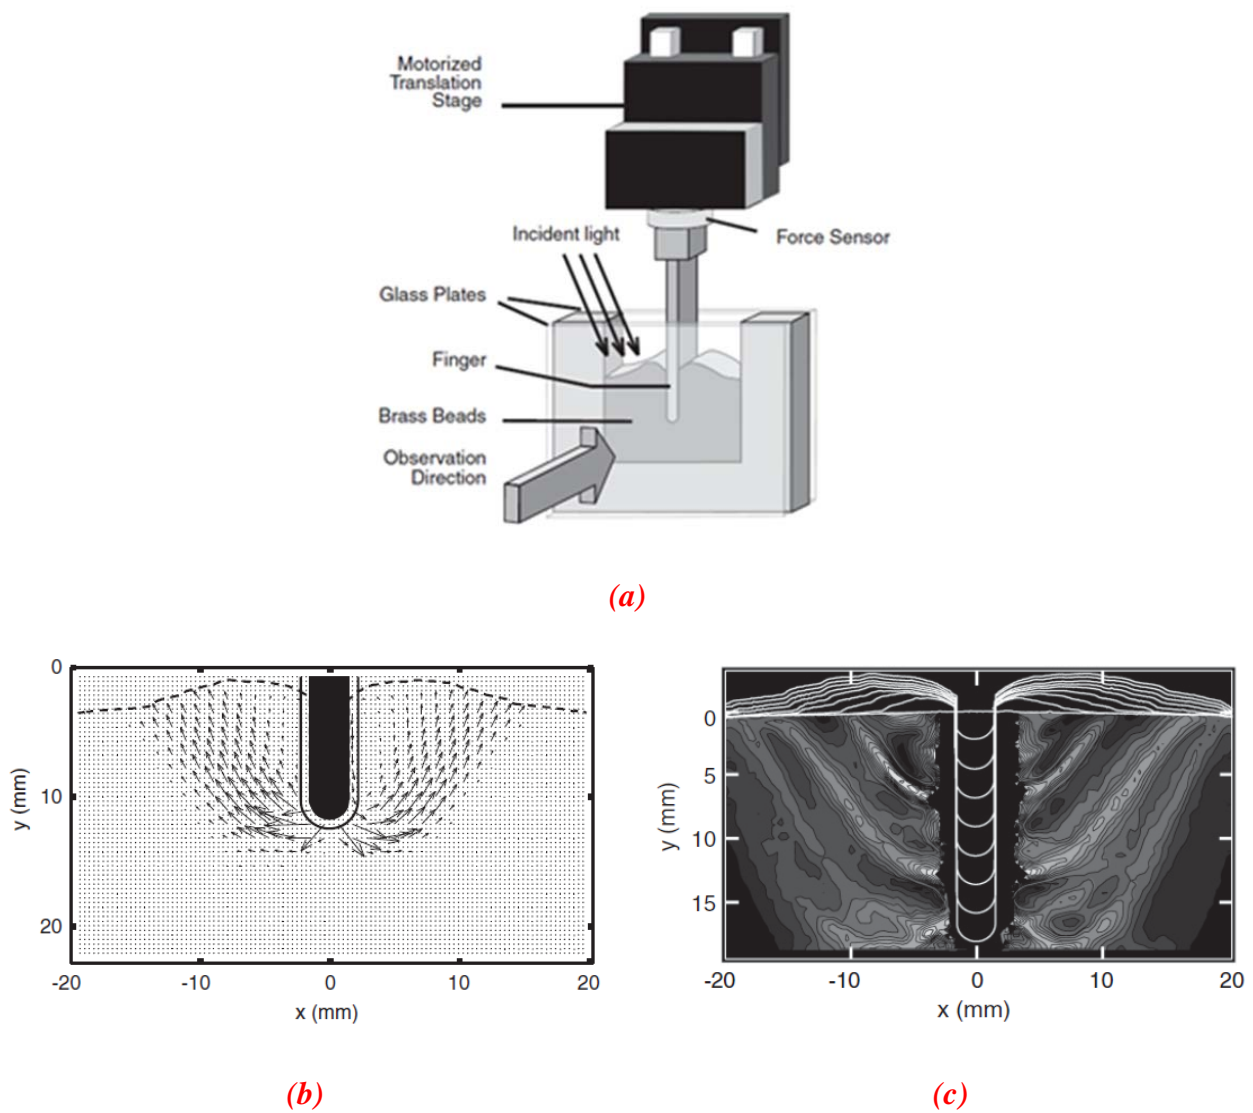 Motorized
Translation
Stage
Incident light
Force Sensor
Glass Plates
Finger
Brass Beads
Observation
Direction
(a)
0
10
20
y (mm)
-20
-10
0
10
20
x (mm)
(b)
0
5
10
15
y (mm)
-20
-10
0
10
20
x (mm)
(c)